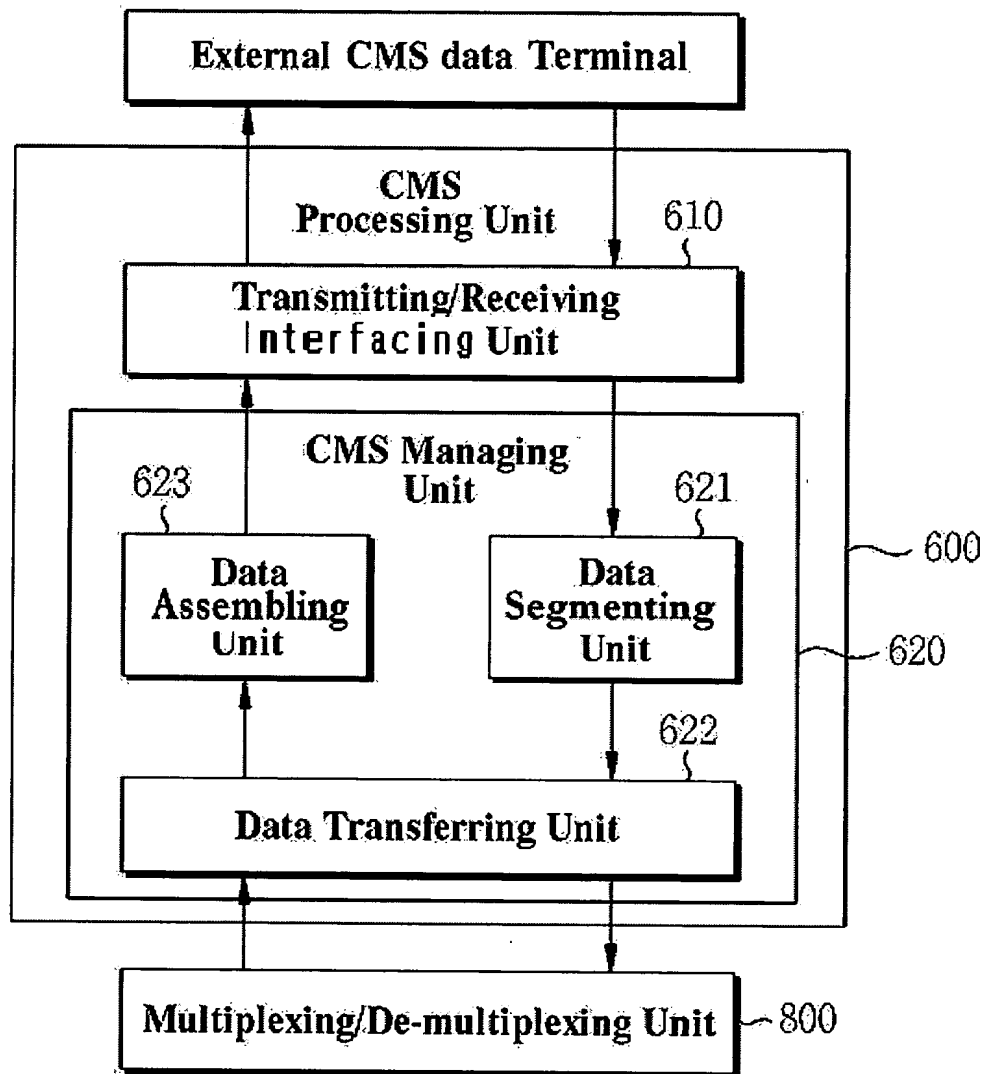 External CMS data Terminal
CMS
Processing Unit
610
Transmitting/Receiving
Interfacing Unit
CMS Managing
Unit
623
621
Data
Assembling
Unit
Data
Segmenting
Unit
600
620
622
Data Transferring Unit
Multiplexing/De-multiplexing Unit
800